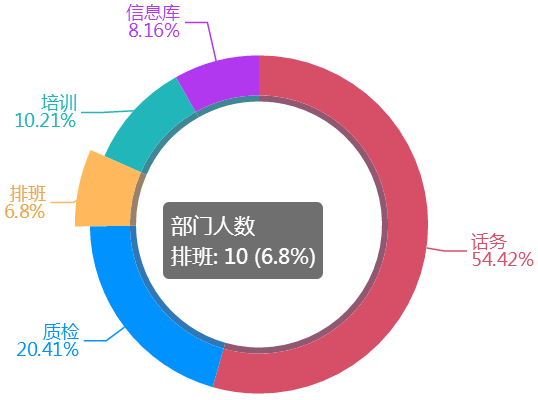 信息库
8.16%
培训
10.21%
排班
6.8%
部门人数
排班: 10 (6.8%)
话务
54.42%
质检
20.41%